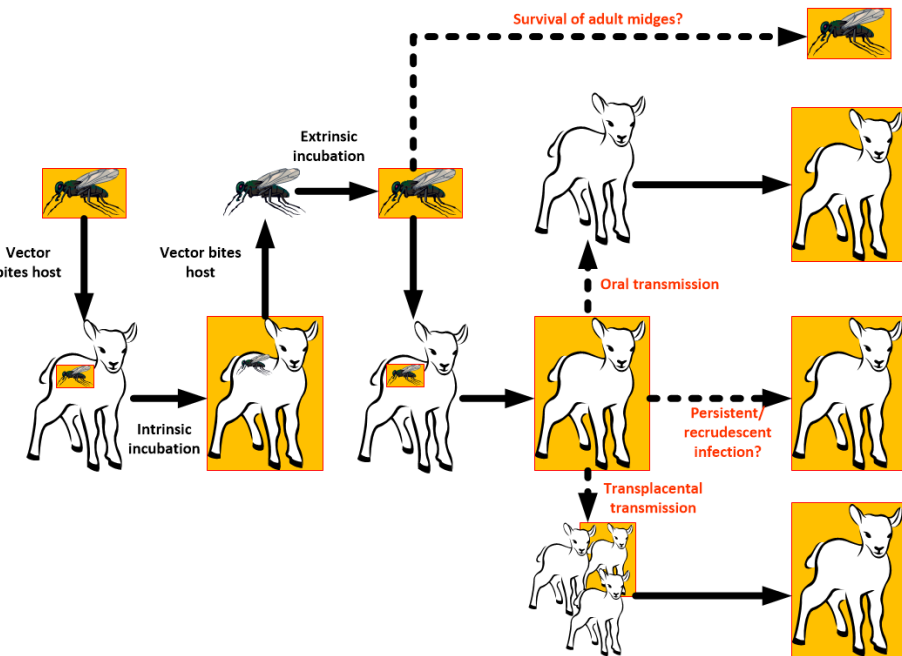 Survival of adult midges?
Extrinsic
incubation
Vector
bites host
Vector bites
host
Oral transmission
Intrinsic
incubation
Persistent/
recrudescent
infection?
Transplacental
transmission